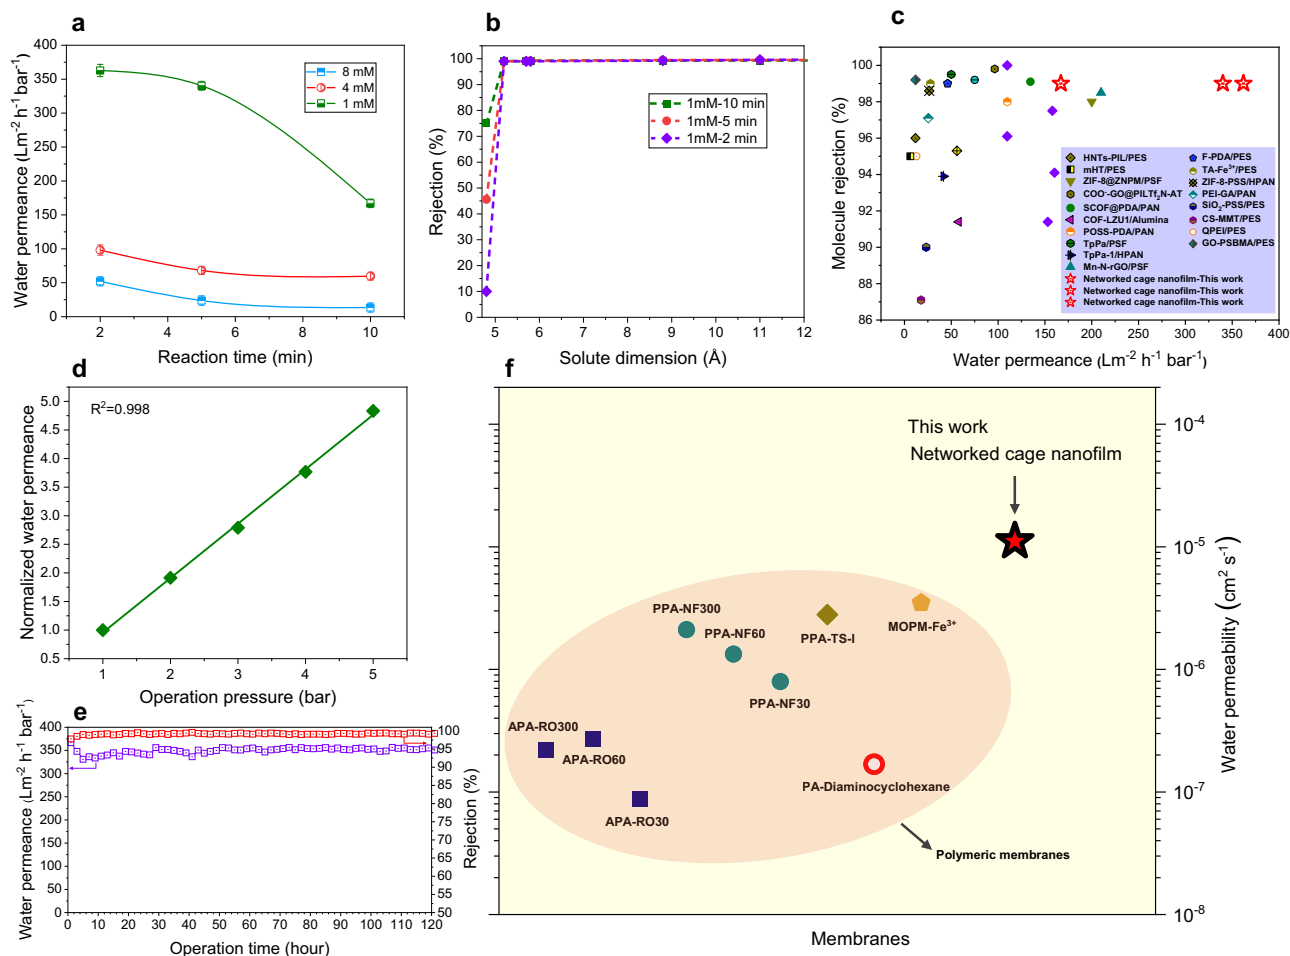 a
400
350
300
250
200
150
100
50
0
2
4
6
8
10
Water permeance (Lm⁻² h⁻¹ bar⁻¹)
Reaction time (min)
8 mM
4 mM
1 mM
b
100
90
80
70
60
50
40
30
20
10
0
5
6
7
8
9
10
11
12
Rejection (%)
Solute dimension (Å)
1mM-10 min
1mM-5 min
1mM-2 min
c
100
98
96
94
92
90
88
86
0
50
100
150
200
250
300
350
400
Molecule rejection (%)
Water permeance (Lm⁻² h⁻¹ bar⁻¹)
HNTs-PIL/PES
mHT/PES
ZIF-8@ZNPM/PSF
COO⁻-GO@PILTf₂N-AT
SCOF@PDA/PAN
COF-LZU1/Alumina
POSS-PDA/PAN
TpPa/PSF
TpPa-1/HPAN
Mn-N-rGO/PSF
Networked cage nanofilm-This work
Networked cage nanofilm-This work
Networked cage nanofilm-This work
F-PDA/PES
TA-Fe³⁺/PES
ZIF-8-PSS/HPAN
PEI-GA/PAN
SiO₂-PSS/PES
CS-MMT/PES
QPEI/PES
GO-PSBMA/PES
d
R²=0.998
5.0
4.5
4.0
3.5
3.0
2.5
2.0
1.5
1.0
0.5
1
2
3
4
5
Normalized water permeance
Operation pressure (bar)
e
400
350
300
250
200
150
100
50
0
0
10
20
30
40
50
60
70
80
90
100
110
120
100
95
90
85
80
75
70
65
60
55
50
Water permeance (Lm⁻² h⁻¹ bar⁻¹)
Rejection (%)
Operation time (hour)
f
This work
Networked cage nanofilm
PPA-NF300
PPA-NF60
PPA-NF30
PPA-TS-I
MOPM-Fe³⁺
APA-RO300
APA-RO60
APA-RO30
PA-Diaminocyclohexane
Polymeric membranes
10⁻⁴
10⁻⁵
10⁻⁶
10⁻⁷
10⁻⁸
Water permeability (cm² s⁻¹)
Membranes